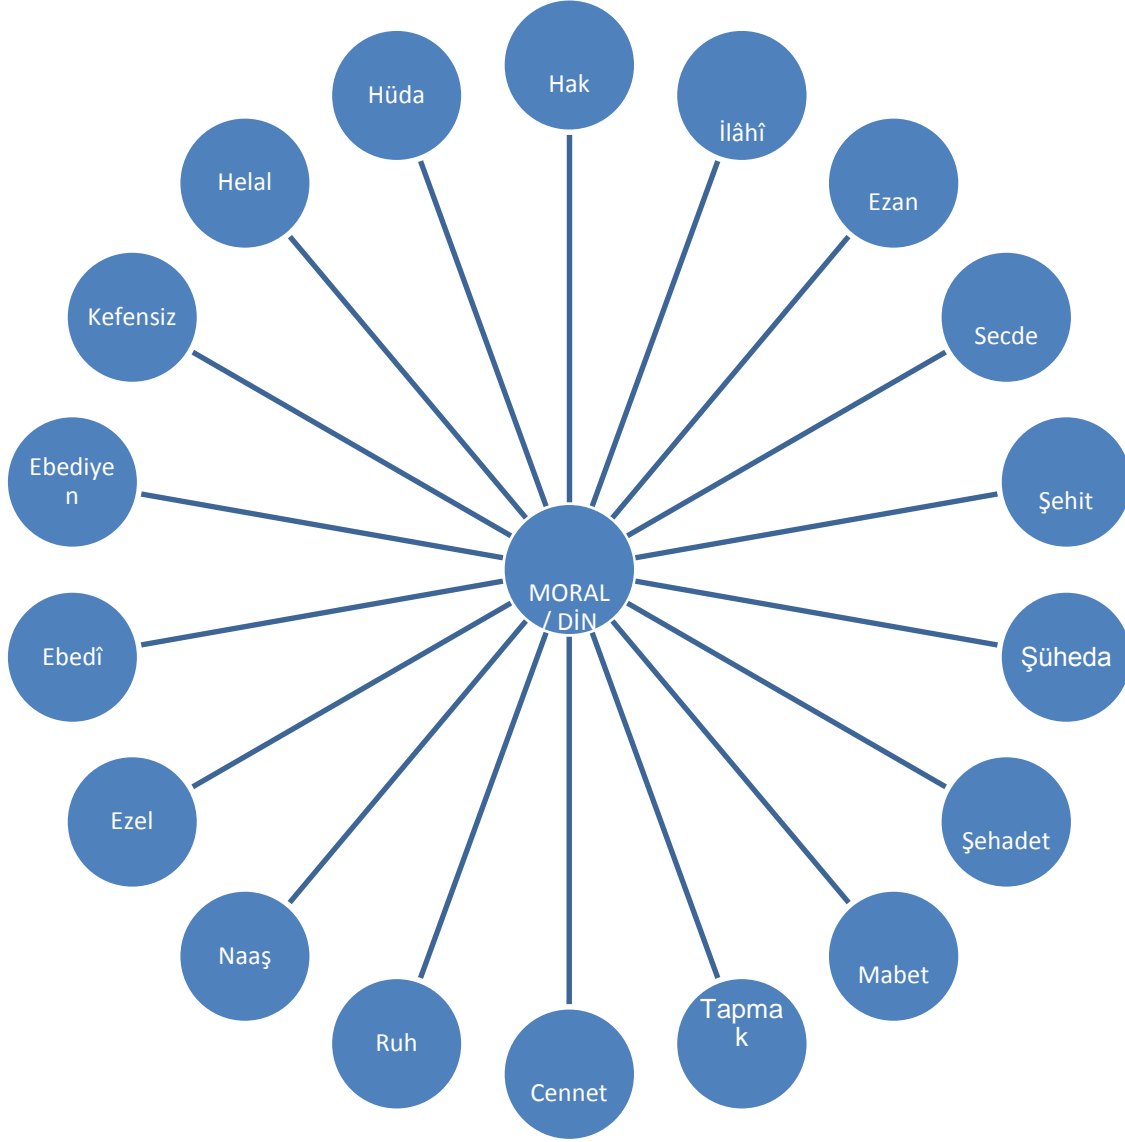 Hak
İlâhî
Ezan
Secde
Şehit
Şüheda
Şehadet
Mabet
Tapma
k
Cennet
Ruh
Naaş
Ezel
Ebedî
Ebediye
n
Kefensiz
Helal
Hüda
MORAL
/ DİN